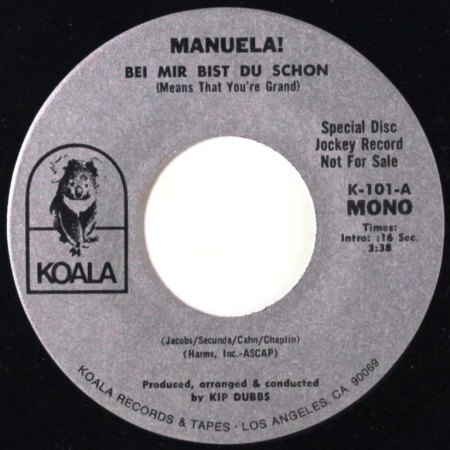 MANUELA!
BEI MIR BIST DU SCHON
(Means That You're Grand)
Special Disc
Jockey Record
Not For Sale
K-101-A
MONO
Times:
Intro: :16 Sec.
3:38
KOALA
(Jacobs/Secunda/Cahn/Chaplin)
(Harms, Inc.-ASCAP)
Produced, arranged & conducted
by KIP DUBBS
KOALA RECORDS & TAPES · LOS ANGELES, CA 90069